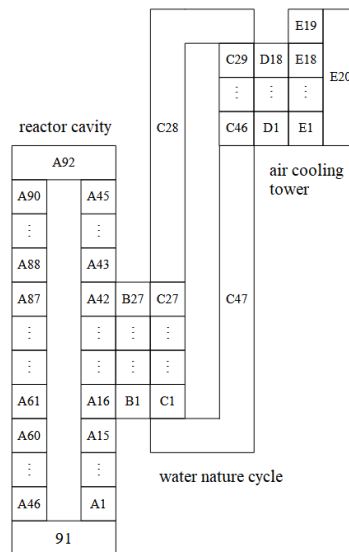 E19
C29 D18 E18
E20
⋮ ⋮ ⋮
C28
C46 D1 E1
reactor cavity
air cooling
tower
A92
A90 A45
⋮ ⋮
A88 A43
A87 A42 B27 C27
C47
⋮ ⋮ ⋮ ⋮
⋮ ⋮ ⋮ ⋮
A61 A16 B1 C1
A60 A15
⋮ ⋮
water nature cycle
A46 A1
91